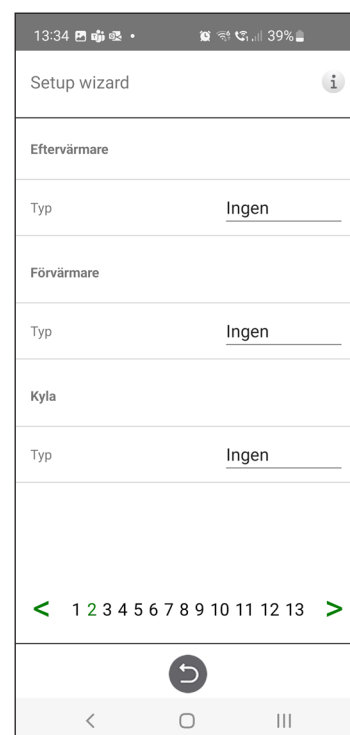 13:34 39%
Setup wizard i
Eftervärmare
Typ Ingen
Förvärmare
Typ Ingen
Kyla
Typ Ingen
< 1 2 3 4 5 6 7 8 9 10 11 12 13 >